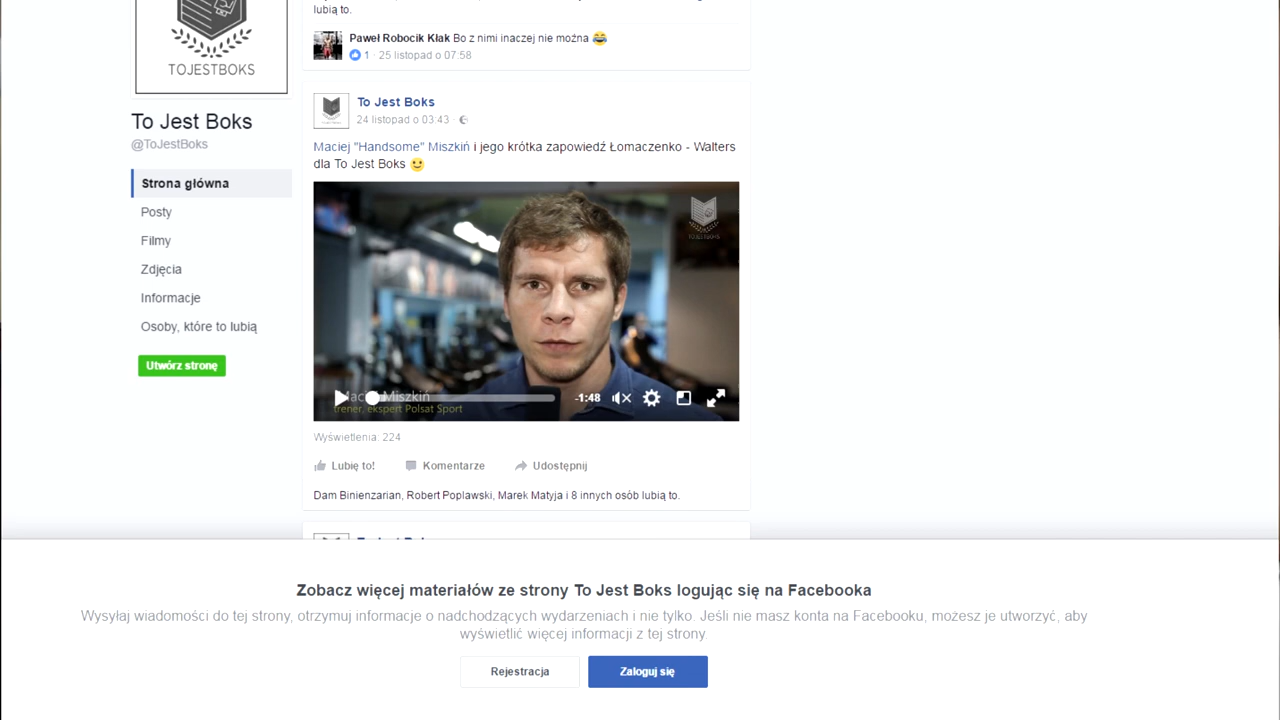 TOJESTBOKS
To Jest Boks
@ToJestBoks
Strona główna
Posty
Filmy
Zdjęcia
Informacje
Osoby, które to lubią
Utwórz stronę
lubią to.
Paweł Robocik Kłak Bo z nimi inaczej nie można 😂
1 · 25 listopad o 07:58
To Jest Boks
24 listopad o 03:43 ·
Maciej "Handsome" Miszkiń i jego krótka zapowiedź Łomaczenko - Walters
dla To Jest Boks 🙂
TOJESTBOKS
Maciej Miszkiń
trener, ekspert Polsat Sport
-1:48
Wyświetlenia: 224
Lubię to! Komentarze Udostępnij
Dam Binienzarian, Robert Poplawski, Marek Matyja i 8 innych osób lubią to.
Zobacz więcej materiałów ze strony To Jest Boks logując się na Facebooka
Wysyłaj wiadomości do tej strony, otrzymuj informacje o nadchodzących wydarzeniach i nie tylko. Jeśli nie masz konta na Facebooku, możesz je utworzyć, aby
wyświetlić więcej informacji z tej strony.
Rejestracja Zaloguj się